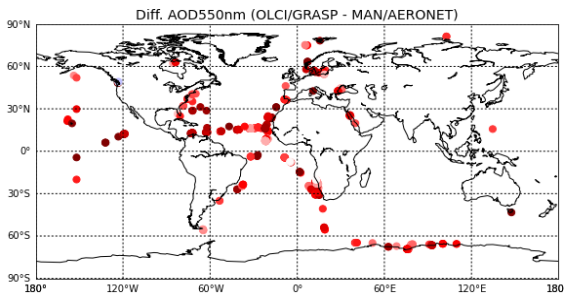 Diff. AOD550nm (OLCI/GRASP - MAN/AERONET)
90°N
60°N
30°N
0°
30°S
60°S
90°S
180° 120°W 60°W 0° 60°E 120°E 180°